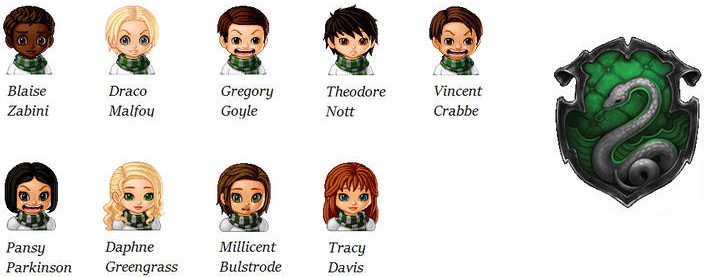 Blaise
Zabini
Draco
Malfoy
Gregory
Goyle
Theodore
Nott
Vincent
Crabbe
Pansy
Parkinson
Daphne
Greengrass
Millicent
Bulstrode
Tracy
Davis